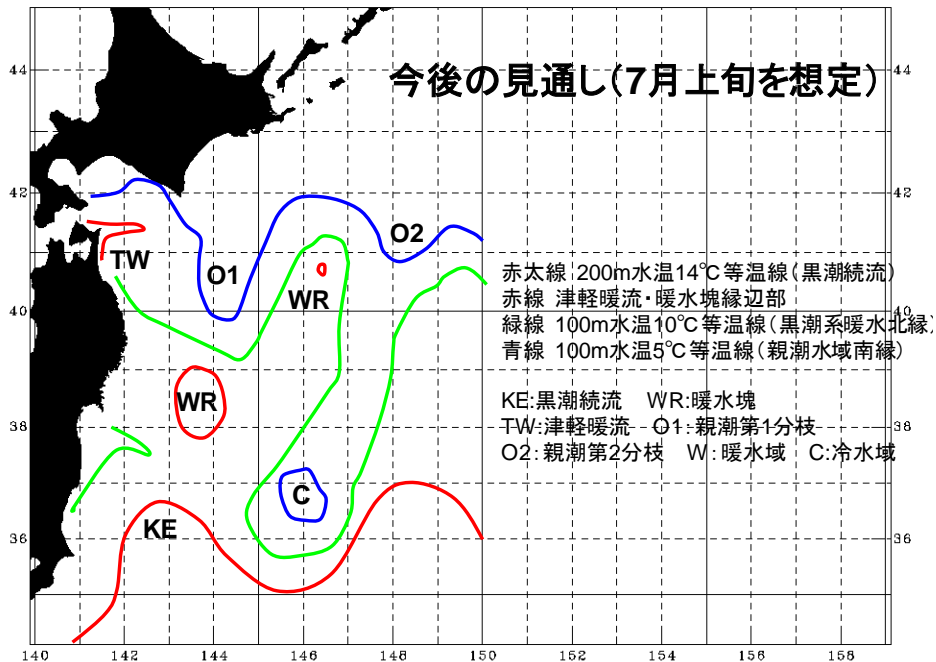 今後の見通し(7月上旬を想定)
44 44
42 42
40 40
38 38
36 36
TW
O1
O2
WR
WR
C
KE
赤太線 200m水温14℃等温線(黒潮続流)
赤線 津軽暖流・暖水塊縁辺部
緑線 100m水温10℃等温線(黒潮系暖水北縁)
青線 100m水温5℃等温線(親潮水域南縁)
KE:黒潮続流 WR:暖水塊
TW:津軽暖流 O1:親潮第1分枝
O2:親潮第2分枝 W:暖水域 C:冷水域
140 142 144 146 148 150 152 154 156 158